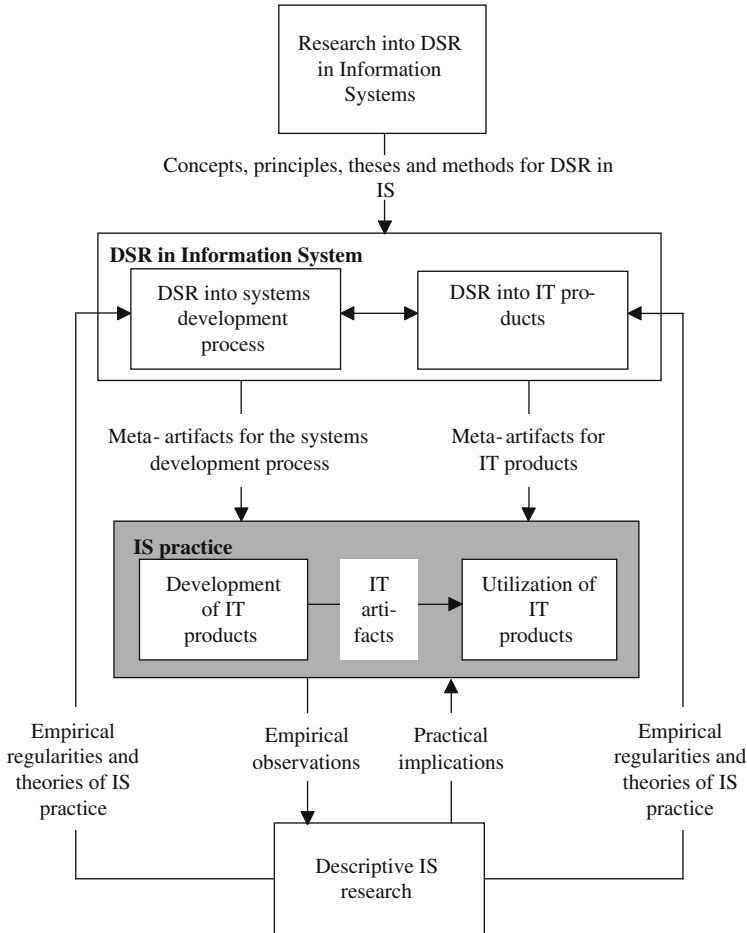 Research into DSR
in Information
Systems
Concepts, principles, theses and methods for DSR in
IS
DSR in Information System
DSR into systems
development
process
DSR into IT pro-
ducts
Meta- artifacts for the systems
development process
Meta- artifacts for
IT products
IS practice
Development
of IT
products
IT
arti-
facts
Utilization of
IT
products
Empirical
regularities and
theories of IS
practice
Empirical
observations
Practical
implications
Empirical
regularities and
theories of IS
practice
Descriptive IS
research